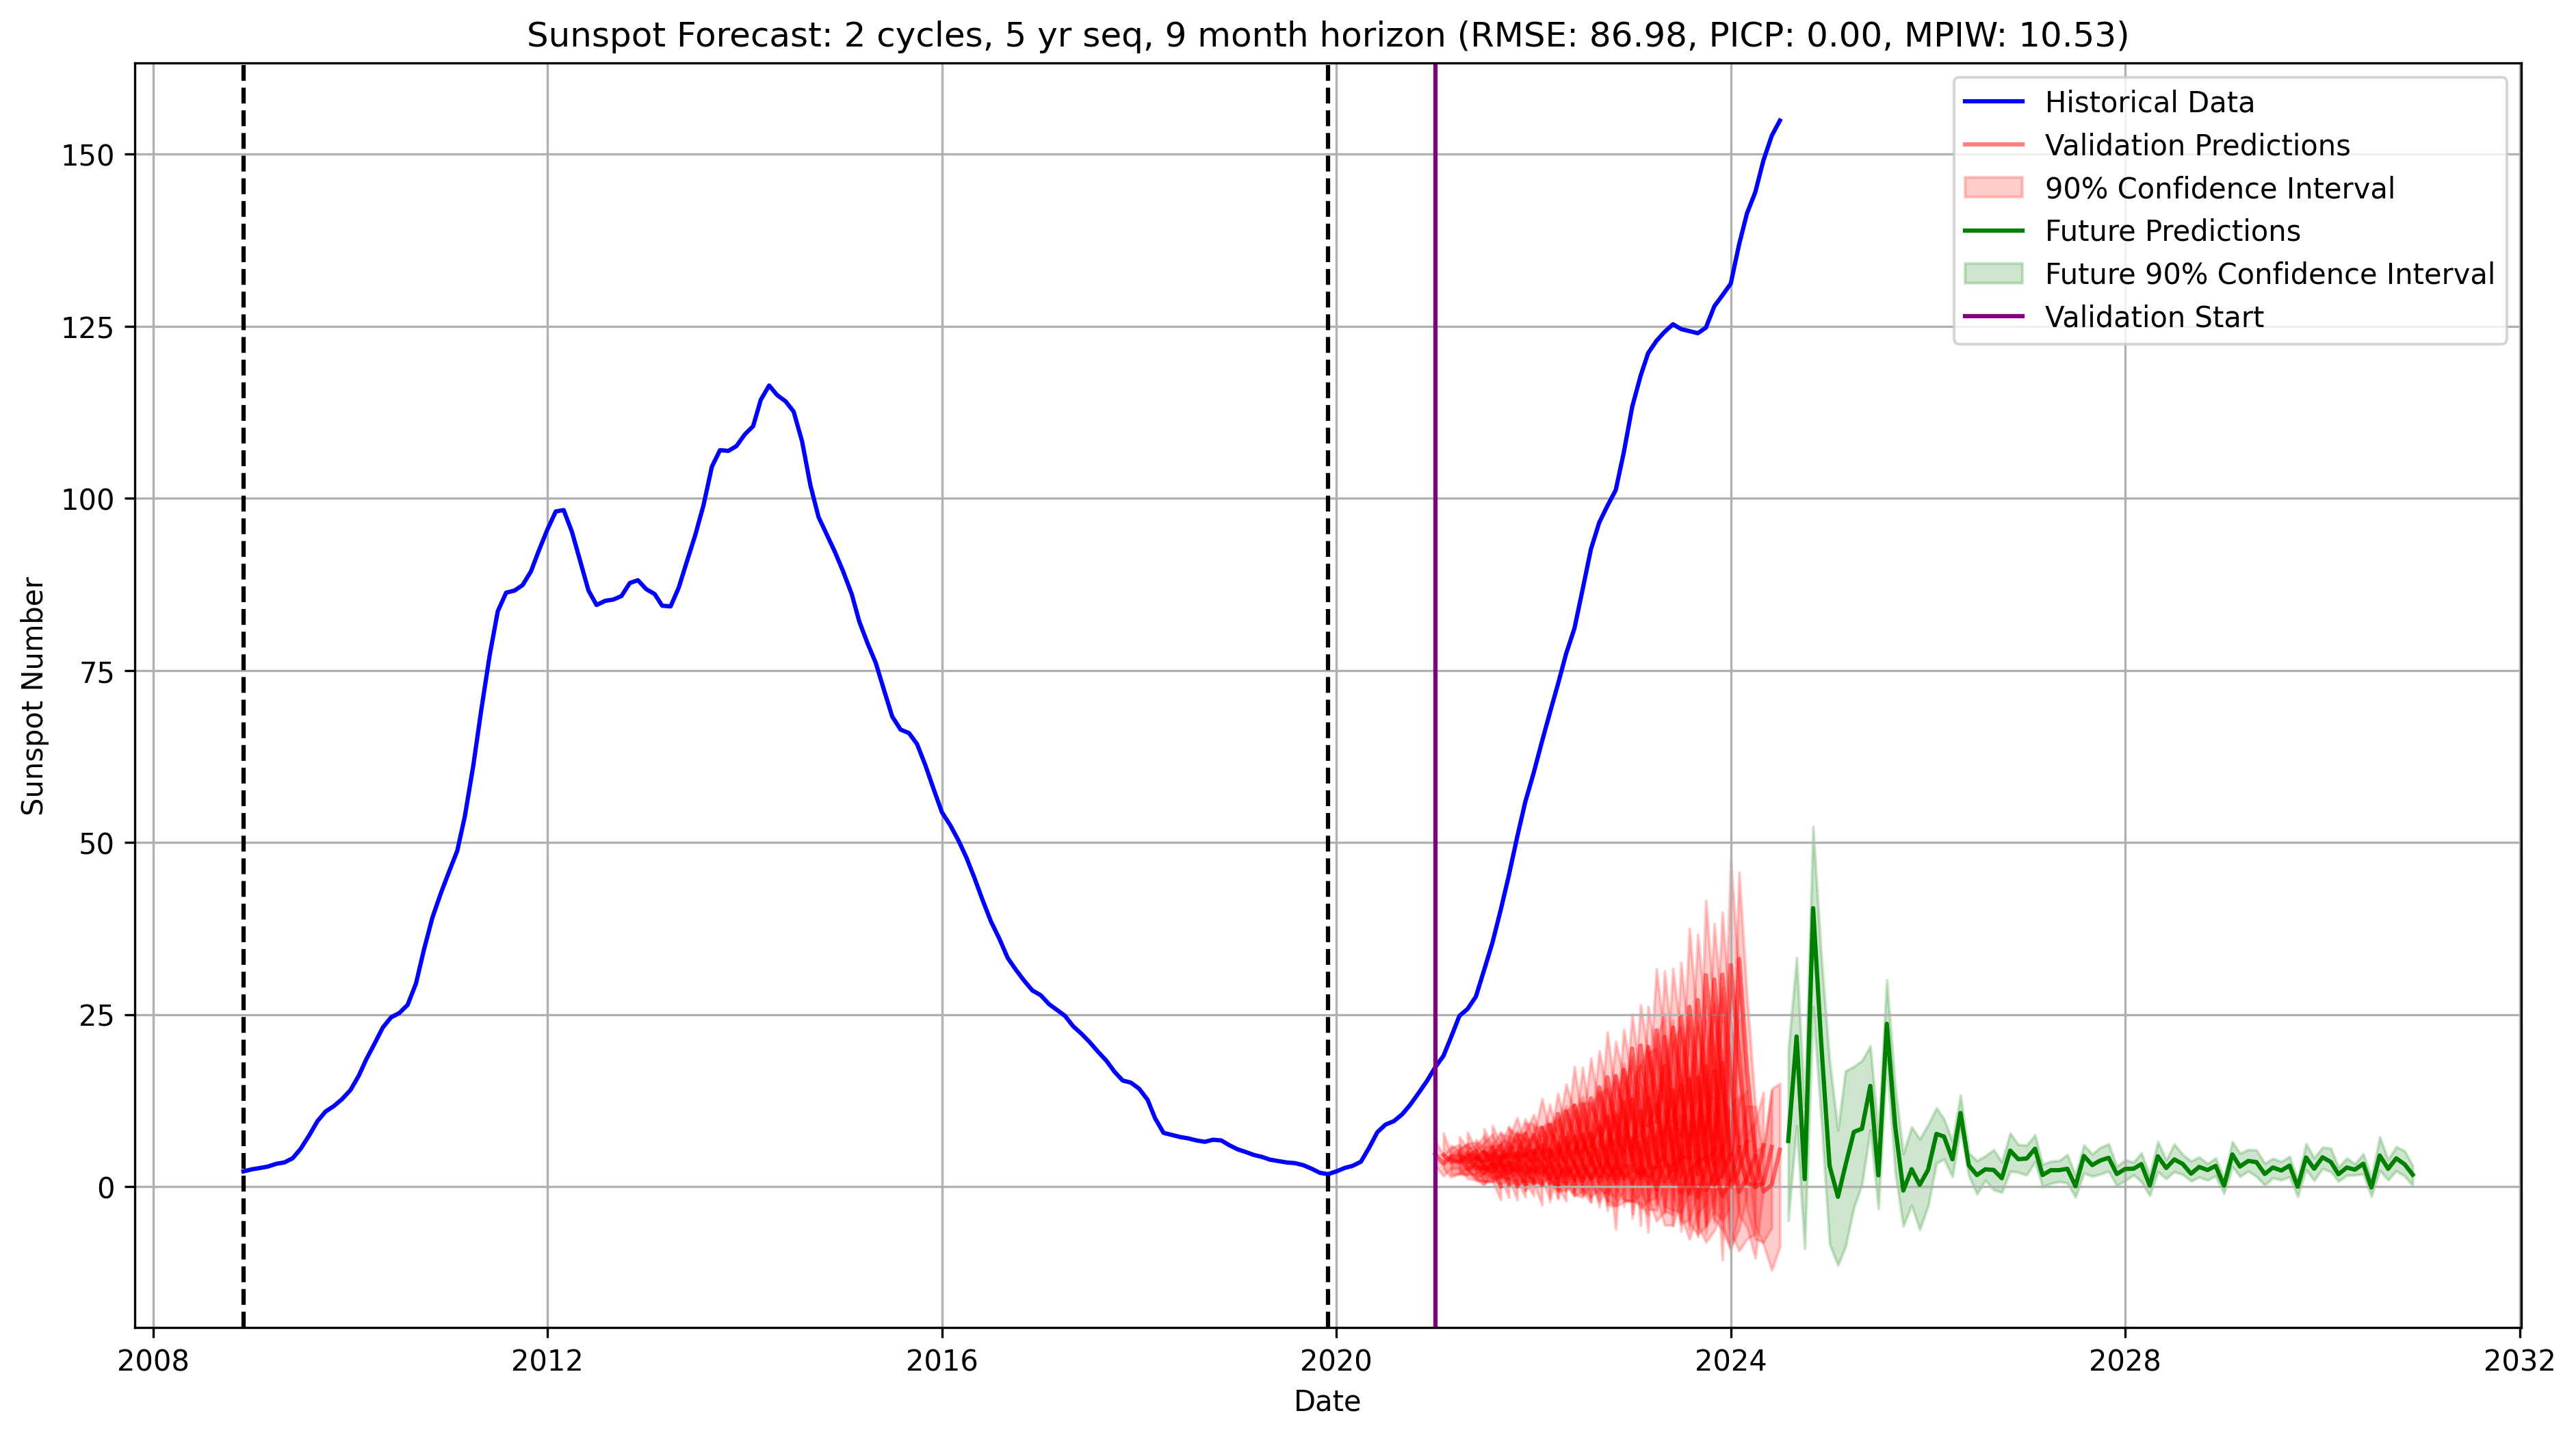 Sunspot Forecast: 2 cycles, 5 yr seq, 9 month horizon (RMSE: 86.98, PICP: 0.00, MPIW: 10.53)
Historical Data
Validation Predictions
90% Confidence Interval
Future Predictions
Future 90% Confidence Interval
Validation Start
150
125
100
75
50
25
0
Sunspot Number
2008
2012
2016
2020
2024
2028
2032
Date